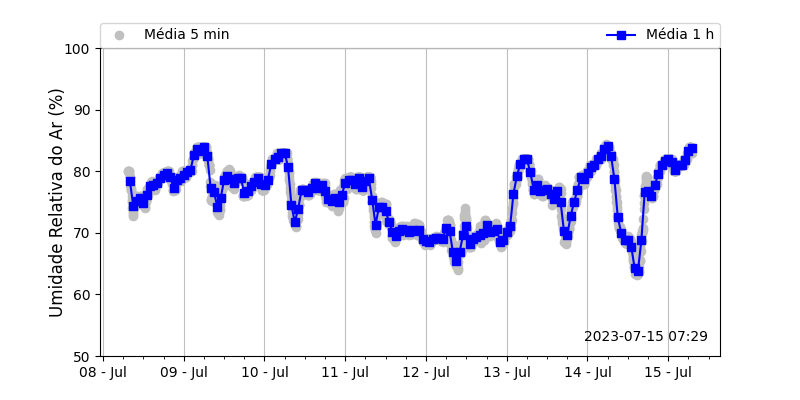 Média 5 min
Média 1 h
100
90
80
70
60
50
Umidade Relativa do Ar (%)
2023-07-15 07:29
08 - Jul
09 - Jul
10 - Jul
11 - Jul
12 - Jul
13 - Jul
14 - Jul
15 - Jul